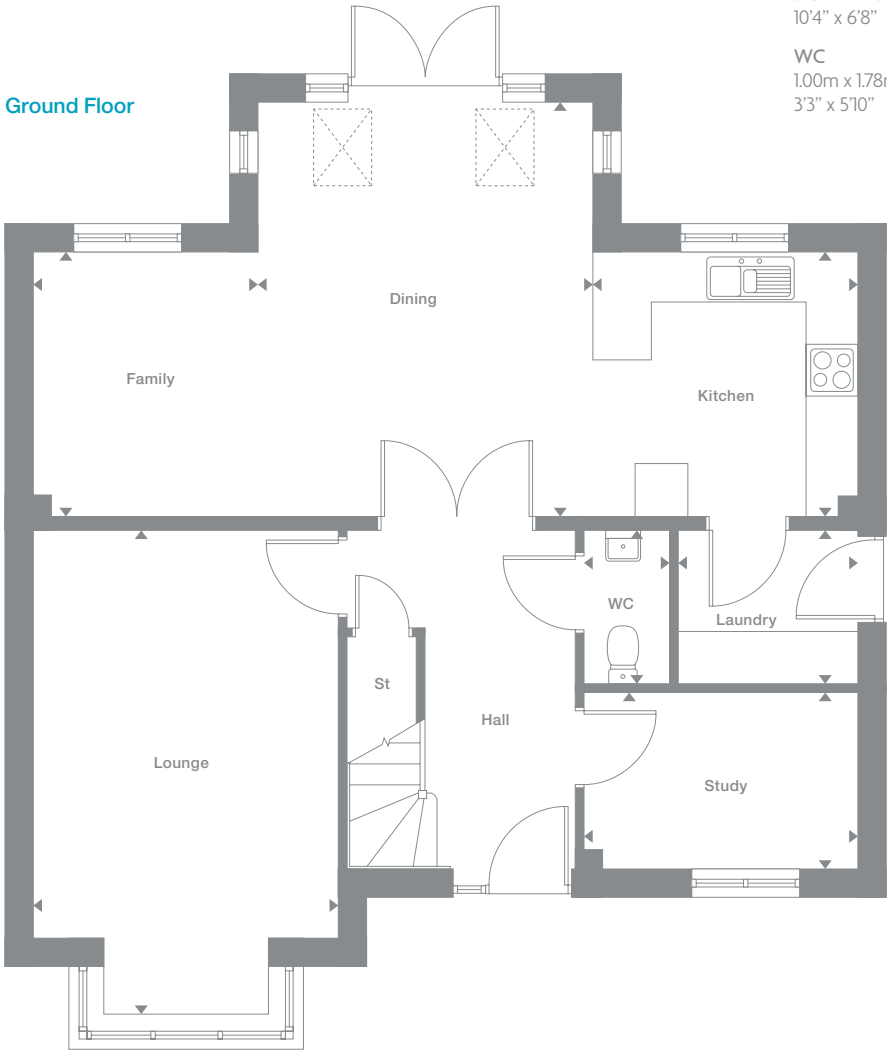 10’4” x 6’8”
WC
1.00m x 1.78m
3’3” x 5’10”
Ground Floor
Dining
Family
Kitchen
WC
Laundry
St
Hall
Lounge
Study